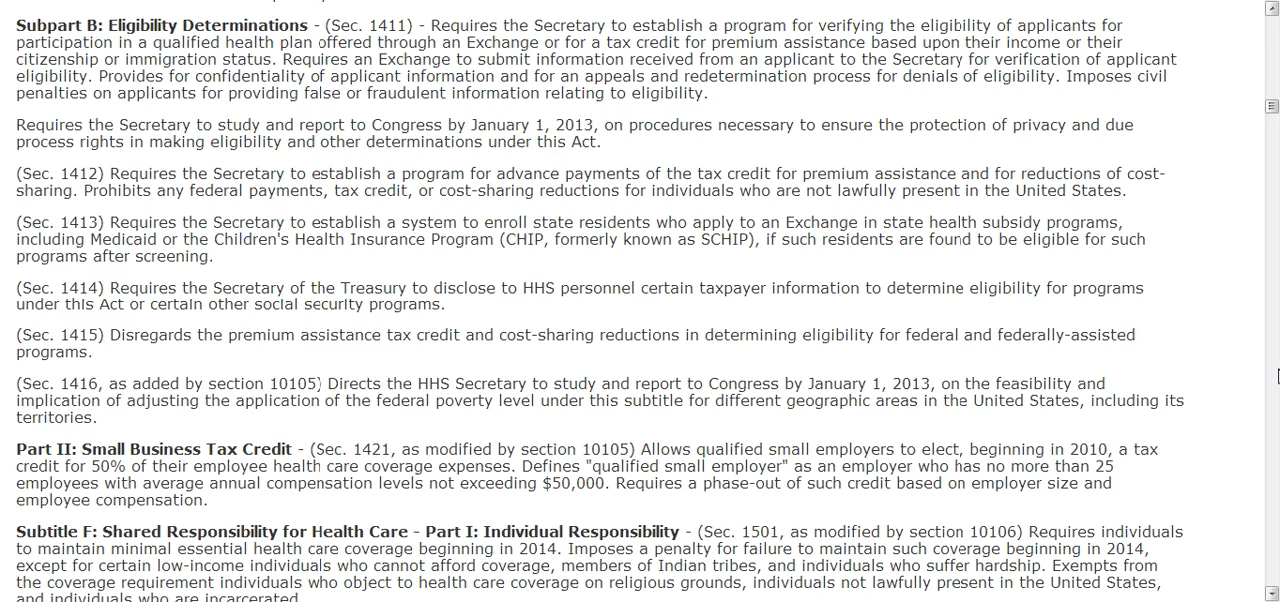 Subpart B: Eligibility Determinations - (Sec. 1411) - Requires the Secretary to establish a program for verifying the eligibility of applicants for
participation in a qualified health plan offered through an Exchange or for a tax credit for premium assistance based upon their income or their
citizenship or immigration status. Requires an Exchange to submit information received from an applicant to the Secretary for verification of applicant
eligibility. Provides for confidentiality of applicant information and for an appeals and redetermination process for denials of eligibility. Imposes civil
penalties on applicants for providing false or fraudulent information relating to eligibility.
Requires the Secretary to study and report to Congress by January 1, 2013, on procedures necessary to ensure the protection of privacy and due
process rights in making eligibility and other determinations under this Act.
(Sec. 1412) Requires the Secretary to establish a program for advance payments of the tax credit for premium assistance and for reductions of cost-
sharing. Prohibits any federal payments, tax credit, or cost-sharing reductions for individuals who are not lawfully present in the United States.
(Sec. 1413) Requires the Secretary to establish a system to enroll state residents who apply to an Exchange in state health subsidy programs,
including Medicaid or the Children's Health Insurance Program (CHIP, formerly known as SCHIP), if such residents are found to be eligible for such
programs after screening.
(Sec. 1414) Requires the Secretary of the Treasury to disclose to HHS personnel certain taxpayer information to determine eligibility for programs
under this Act or certain other social security programs.
(Sec. 1415) Disregards the premium assistance tax credit and cost-sharing reductions in determining eligibility for federal and federally-assisted
programs.
(Sec. 1416, as added by section 10105) Directs the HHS Secretary to study and report to Congress by January 1, 2013, on the feasibility and
implication of adjusting the application of the federal poverty level under this subtitle for different geographic areas in the United States, including its
territories.
Part II: Small Business Tax Credit - (Sec. 1421, as modified by section 10105) Allows qualified small employers to elect, beginning in 2010, a tax
credit for 50% of their employee health care coverage expenses. Defines "qualified small employer" as an employer who has no more than 25
employees with average annual compensation levels not exceeding $50,000. Requires a phase-out of such credit based on employer size and
employee compensation.
Subtitle F: Shared Responsibility for Health Care - Part I: Individual Responsibility - (Sec. 1501, as modified by section 10106) Requires individuals
to maintain minimal essential health care coverage beginning in 2014. Imposes a penalty for failure to maintain such coverage beginning in 2014,
except for certain low-income individuals who cannot afford coverage, members of Indian tribes, and individuals who suffer hardship. Exempts from
the coverage requirement individuals who object to health care coverage on religious grounds, individuals not lawfully present in the United States,
and individuals who are incarcerated.